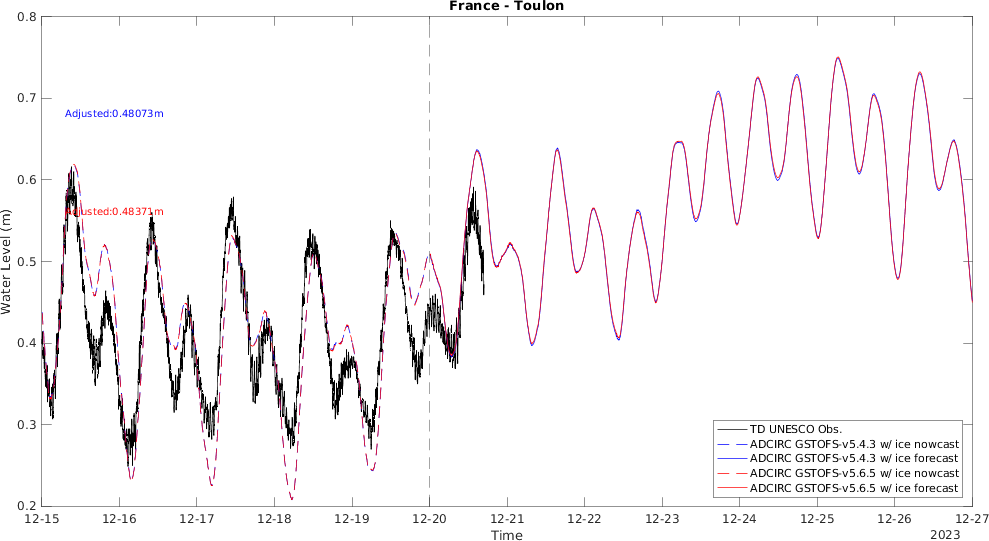 France - Toulon
0.8
0.7
0.6
0.5
0.4
0.3
0.2
Water Level (m)
Adjusted:0.48073m
Adjusted:0.48371m
TD UNESCO Obs.
ADCIRC GSTOFS-v5.4.3 w/ ice nowcast
ADCIRC GSTOFS-v5.4.3 w/ ice forecast
ADCIRC GSTOFS-v5.6.5 w/ ice nowcast
ADCIRC GSTOFS-v5.6.5 w/ ice forecast
12-15 12-16 12-17 12-18 12-19 12-20 12-21 12-22 12-23 12-24 12-25 12-26 12-27
Time
2023